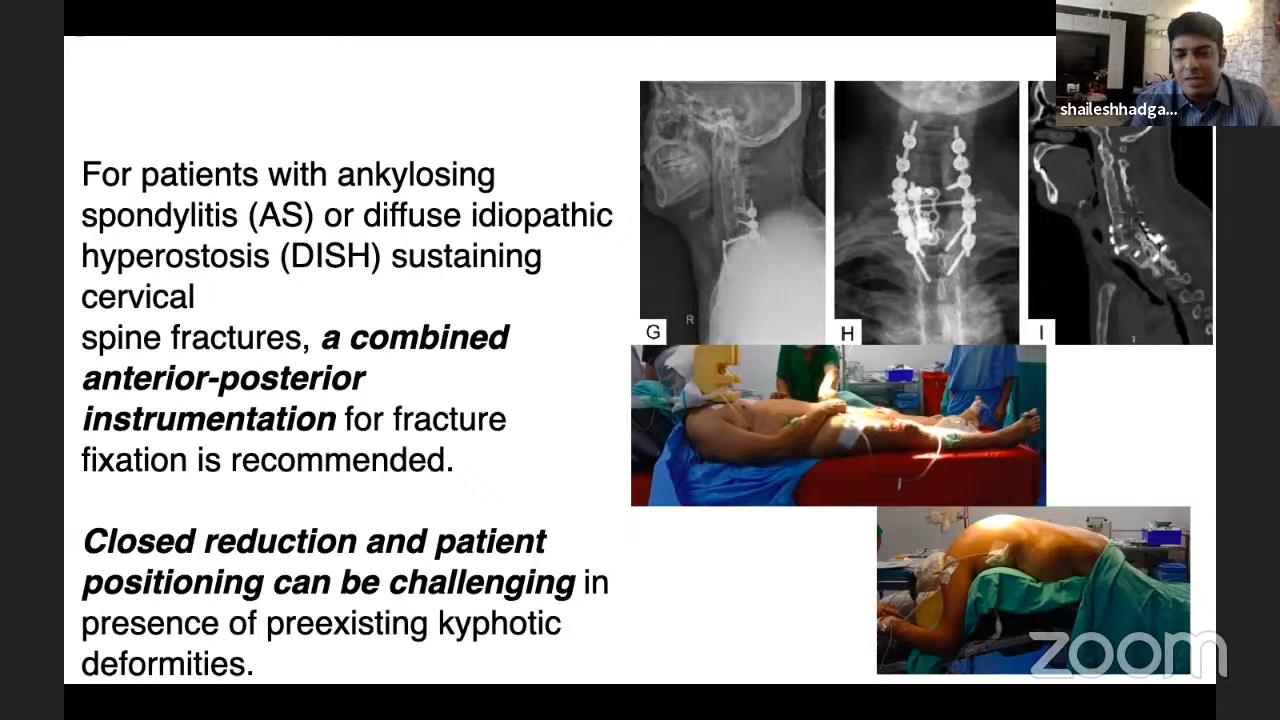 shaileshhadga...
For patients with ankylosing
spondylitis (AS) or diffuse idiopathic
hyperostosis (DISH) sustaining
cervical
spine fractures, a combined
anterior-posterior
instrumentation for fracture
fixation is recommended.
Closed reduction and patient
positioning can be challenging in
presence of preexisting kyphotic
deformities.
R
G
H
I
1
zoom